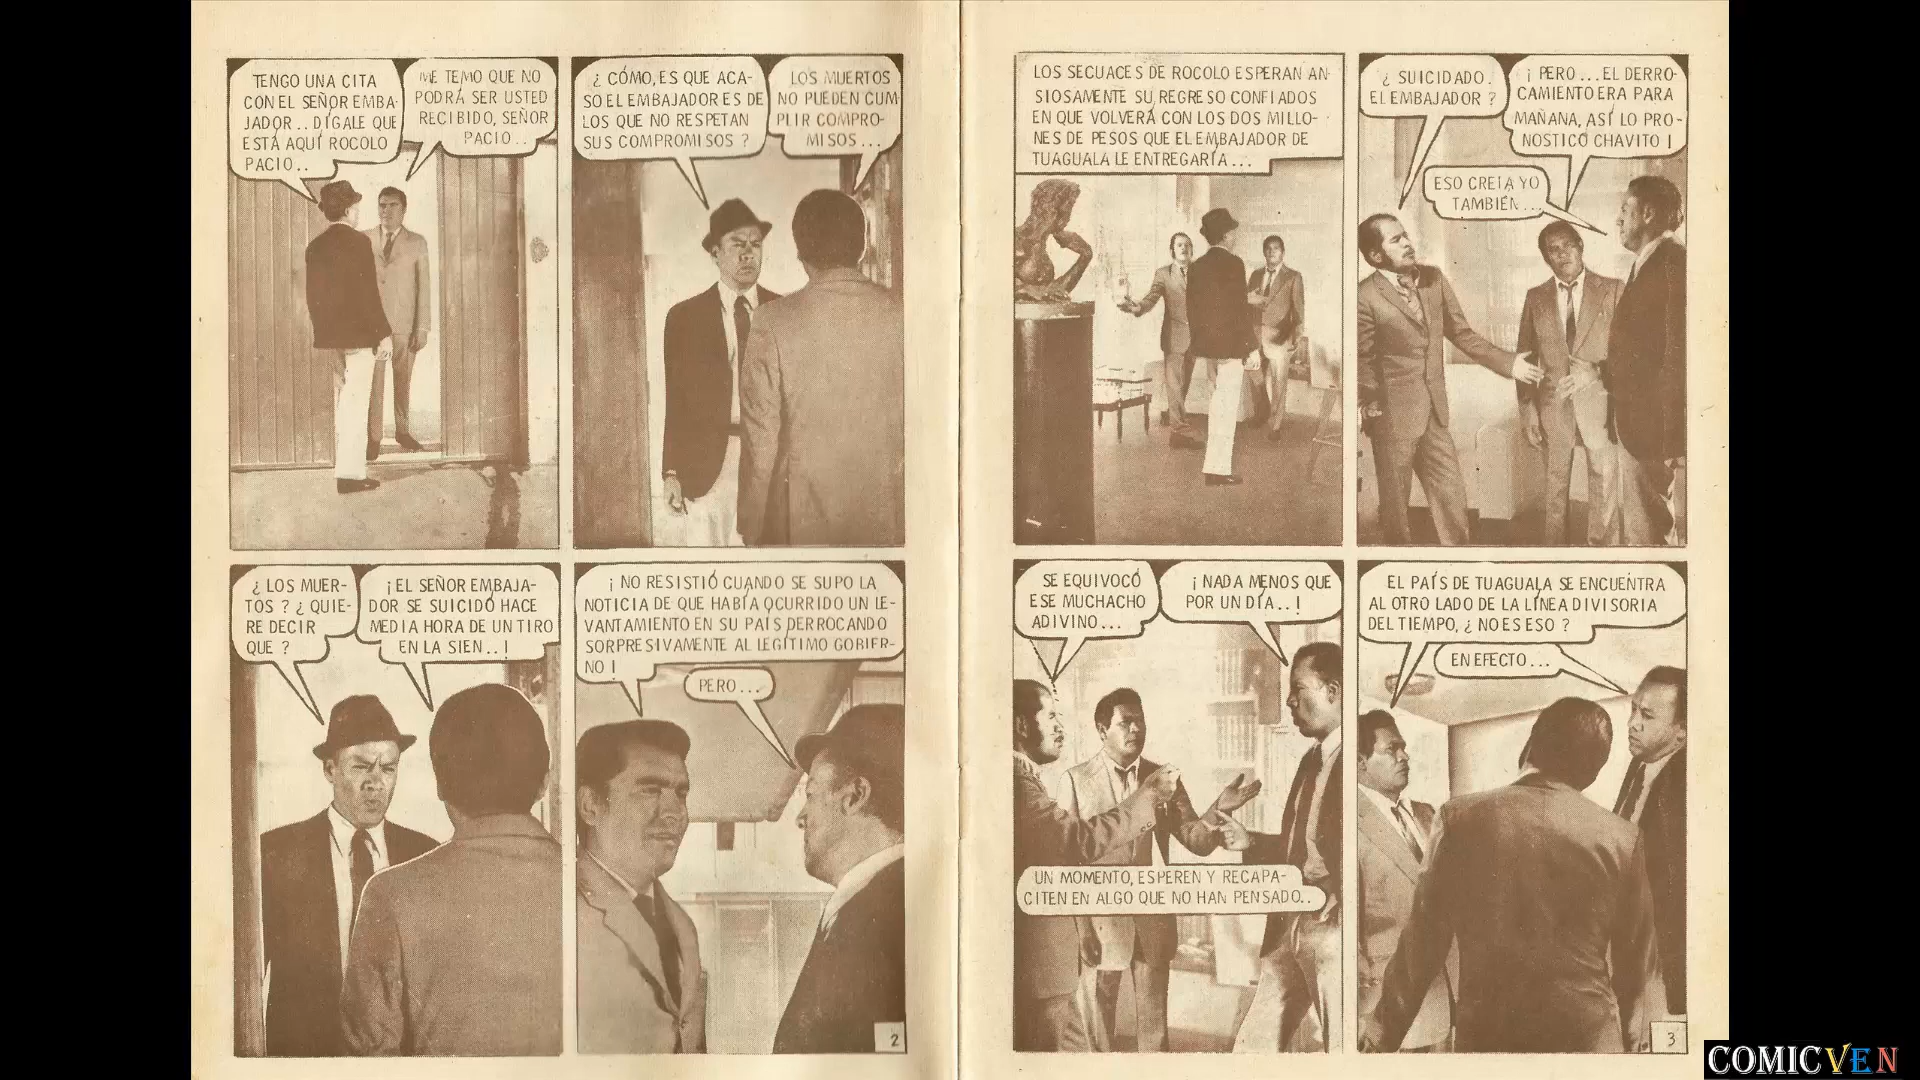 TENGO UNA CITA
CON EL SEÑOR EMBA-
JADOR.. DÍGALE QUE
ESTÁ AQUÍ ROCOLO
PACIO..
ME TEMO QUE NO
PODRÁ SER USTED
RECIBIDO, SEÑOR
PACIO..
¿ CÓMO, ES QUE ACA-
SO EL EMBAJADOR ES DE
LOS QUE NO RESPETAN
SUS COMPROMISOS ?
LOS MUERTOS
NO PUEDEN CUM
PLIR COMPRO-
MISOS...
¿ LOS MUER-
TOS ? ¿ QUIE-
RE DECIR
QUE ?
¡ EL SEÑOR EMBAJA-
DOR SE SUICIDÓ HACE
MEDIA HORA DE UN TIRO
EN LA SIEN..!
¡ NO RESISTIÓ CUANDO SE SUPO LA
NOTICIA DE QUE HABÍA OCURRIDO UN LE-
VANTAMIENTO EN SU PAÍS DERROCANDO
SORPRESIVAMENTE AL LEGÍTIMO GOBIER-
NO !
PERO...
2
LOS SECUACES DE ROCOLO ESPERAN AN-
SIOSAMENTE SU REGRESO CONFIADOS
EN QUE VOLVERÁ CON LOS DOS MILLO-
NES DE PESOS QUE EL EMBAJADOR DE
TUAGUALA LE ENTREGARÍA...
¿ SUICIDADO
EL EMBAJADOR ?
¡ PERO... EL DERRO-
CAMIENTO ERA PARA
MAÑANA, ASÍ LO PRO-
NOSTICÓ CHAVITO !
ESO CREÍA YO
TAMBIÉN...
SE EQUIVOCÓ
ESE MUCHACHO
ADIVINO...
¡ NADA MENOS QUE
POR UN DÍA..!
UN MOMENTO, ESPEREN Y RECAPA-
CITEN EN ALGO QUE NO HAN PENSADO..
EL PAÍS DE TUAGUALA SE ENCUENTRA
AL OTRO LADO DE LA LÍNEA DIVISORIA
DEL TIEMPO, ¿ NO ES ESO ?
EN EFECTO...
3
COMICVEN